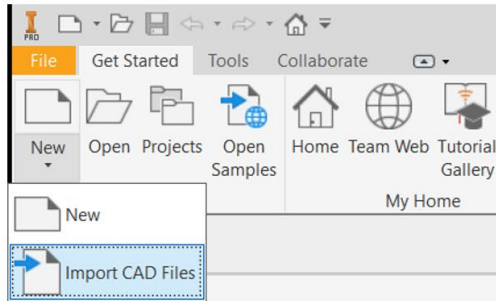 PRO
File Get Started Tools Collaborate
New Open Projects Open Samples Home Team Web Tutorial Gallery
My Home
New
Import CAD Files